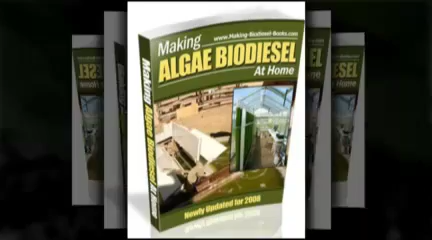 www.Making-Biodiesel-Books.com
Making
ALGAE BIODIESEL
At Home
Newly Updated for 2008
Making Algae Biodiesel At Home